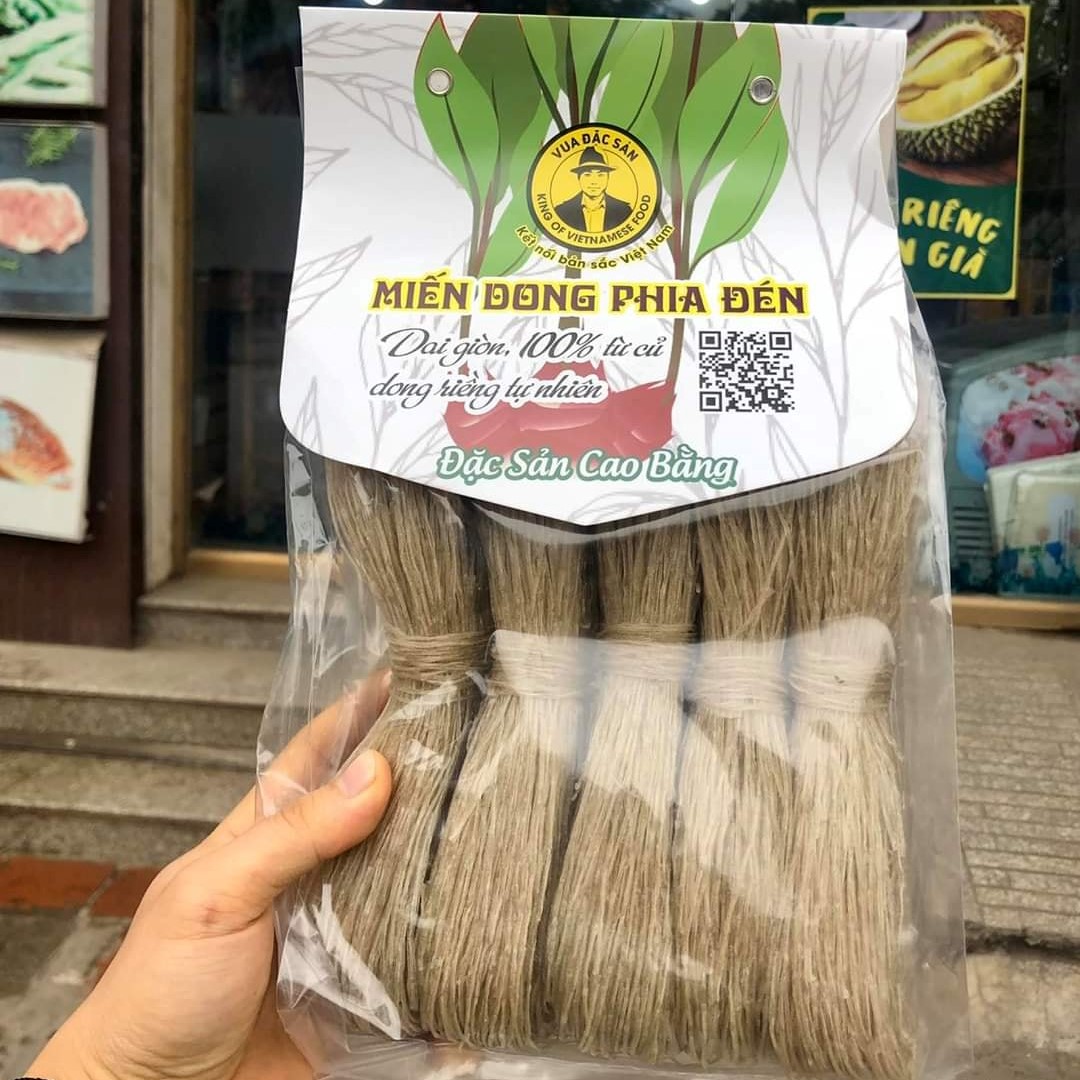 VUA ĐẶC SẢN
KING OF VIETNAMESE FOOD
Kết nối bản sắc Việt Nam
MIẾN DONG PHIA ĐÉN
Dai giòn, 100% từ củ
dong riềng tự nhiên
Đặc Sản Cao Bằng
RIÊNG
GIÀ